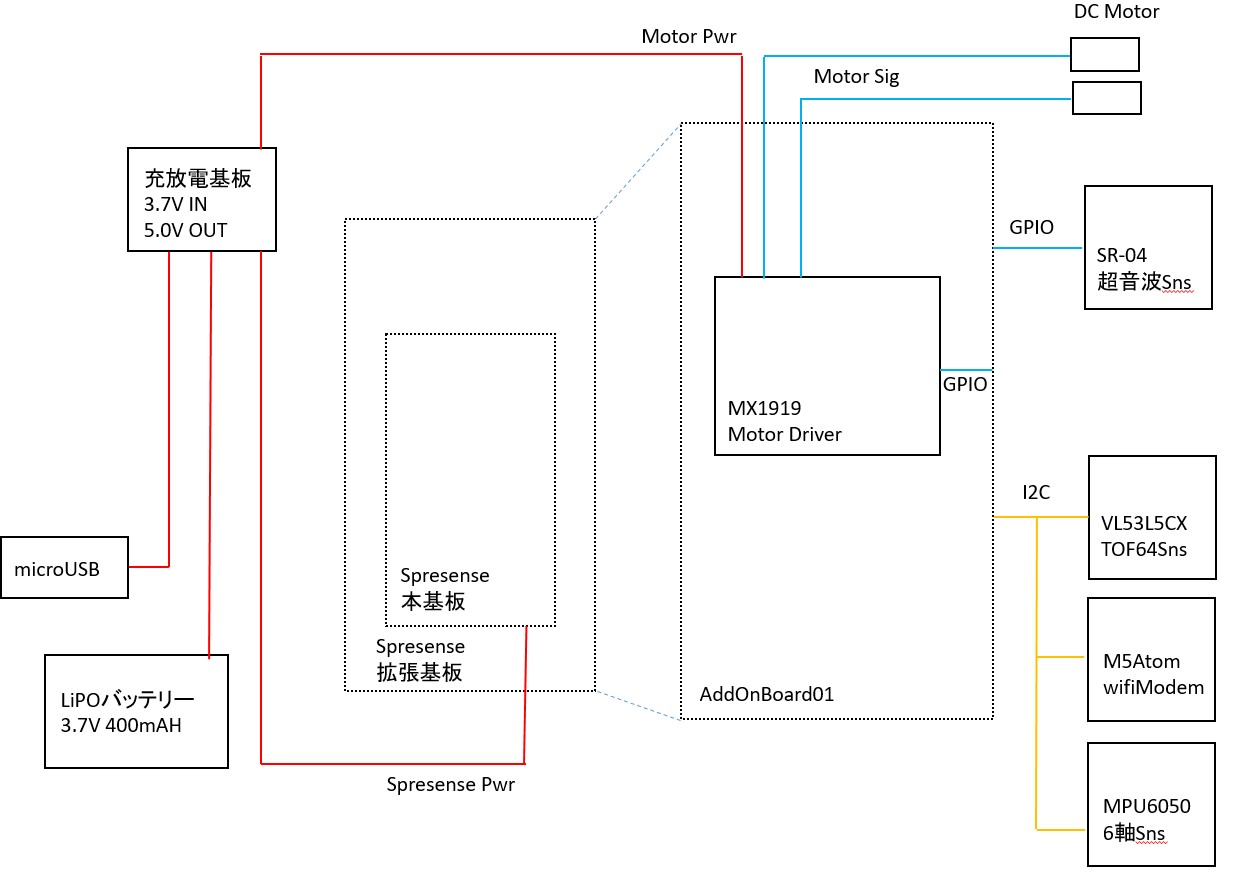 DC Motor
Motor Pwr
Motor Sig
充放電基板
3.7V IN
5.0V OUT
GPIO
SR-04
超音波Sns
GPIO
MX1919
Motor Driver
I2C
VL53L5CX
TOF64Sns
microUSB
Spresense
本基板
Spresense
拡張基板
M5Atom
wifiModem
LiPOバッテリー
3.7V 400mAH
AddOnBoard01
Spresense Pwr
MPU6050
6軸Sns